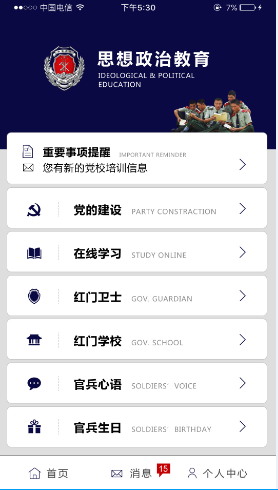 中国电信 下午5:30 7%
思想政治教育
IDEOLOGICAL & POLITICAL
EDUCATION
重要事项提醒 IMPORTANT REMINDER
您有新的党校培训信息
党的建设 PARTY CONSTRACTION
在线学习 STUDY ONLINE
红门卫士 GOV. GUARDIAN
红门学校 GOV. SCHOOL
官兵心语 SOLDIERS' VOICE
官兵生日 SOLDIERS' BIRTHDAY
首页 消息 15 个人中心